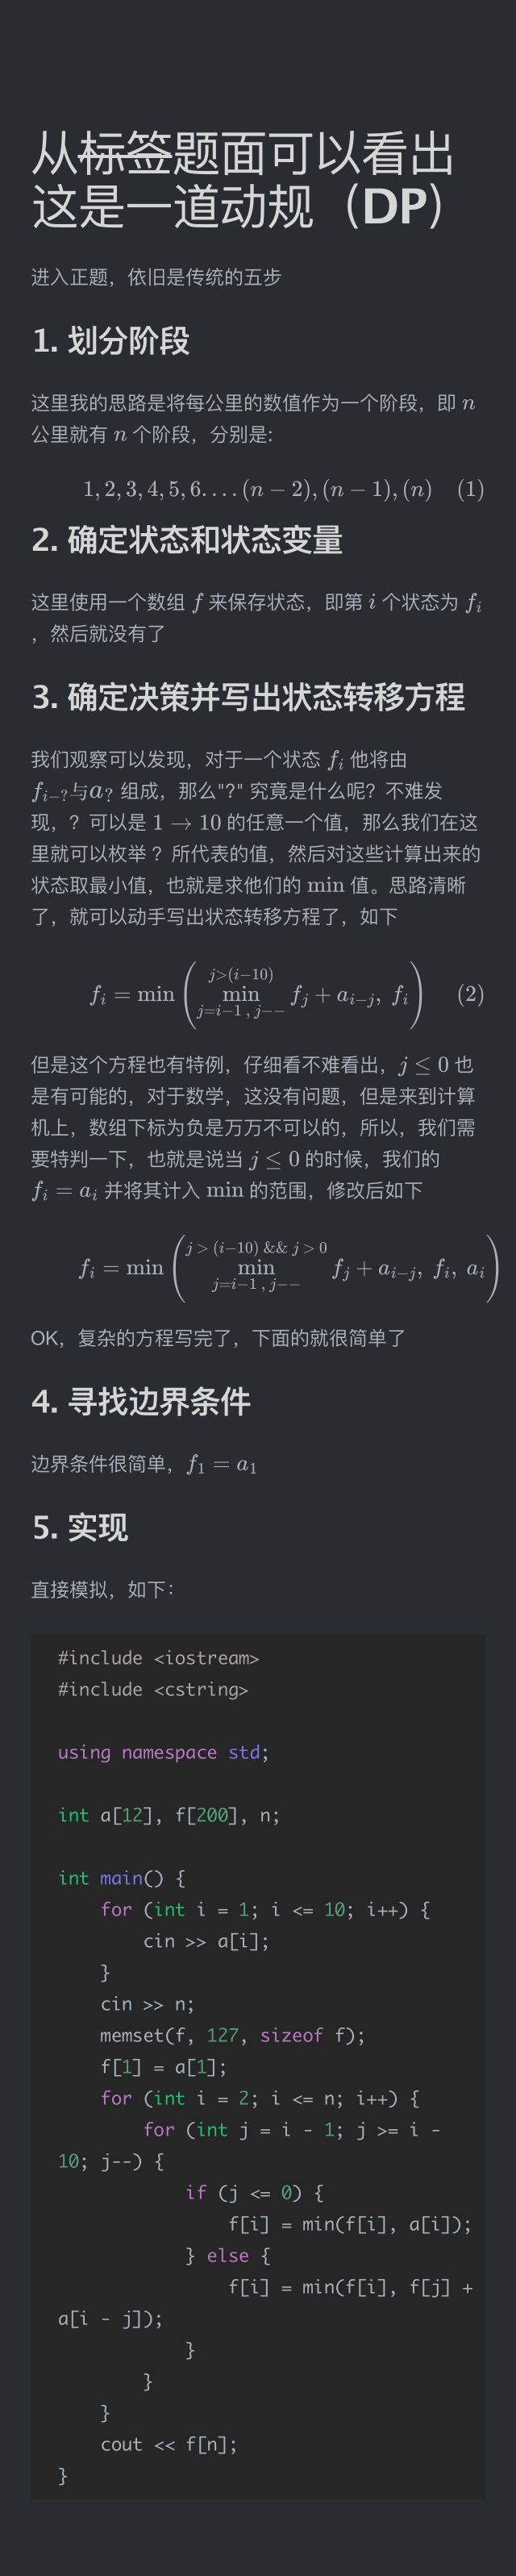 从标签题面可以看出
这是一道动规（DP）
进入正题，依旧是传统的五步
1. 划分阶段
这里我的思路是将每公里的数值作为一个阶段，即 n
公里就有 n 个阶段，分别是:
1, 2, 3, 4, 5, 6. . . . (n − 2), (n − 1), (n) (1)
2. 确定状态和状态变量
这里使用一个数组 f 来保存状态，即第 i 个状态为 f_i
，然后就没有了
3. 确定决策并写出状态转移方程
我们观察可以发现，对于一个状态 f_i 他将由
f_{i−?}与a_? 组成，那么"?" 究竟是什么呢？不难发
现，？可以是 1 → 10 的任意一个值，那么我们在这
里就可以枚举 ？所代表的值，然后对这些计算出来的
状态取最小值，也就是求他们的 min 值。思路清晰
了，就可以动手写出状态转移方程了，如下
f_i = min ( min_{j=i−1 , j−−}^{j>(i−10)} f_j + a_{i−j}, f_i ) (2)
但是这个方程也有特例，仔细看不难看出，j ≤ 0 也
是有可能的，对于数学，这没有问题，但是来到计算
机上，数组下标为负是万万不可以的，所以，我们需
要特判一下，也就是说当 j ≤ 0 的时候，我们的
f_i = a_i 并将其计入 min 的范围，修改后如下
f_i = min ( min_{j=i−1 , j−−}^{j > (i−10) && j > 0} f_j + a_{i−j}, f_i, a_i )
OK，复杂的方程写完了，下面的就很简单了
4. 寻找边界条件
边界条件很简单，f_1 = a_1
5. 实现
直接模拟，如下：
#include <iostream>
#include <cstring>
using namespace std;
int a[12], f[200], n;
int main() {
for (int i = 1; i <= 10; i++) {
cin >> a[i];
}
cin >> n;
memset(f, 127, sizeof f);
f[1] = a[1];
for (int i = 2; i <= n; i++) {
for (int j = i - 1; j >= i -
10; j--) {
if (j <= 0) {
f[i] = min(f[i], a[i]);
} else {
f[i] = min(f[i], f[j] +
a[i - j]);
}
}
}
cout << f[n];
}